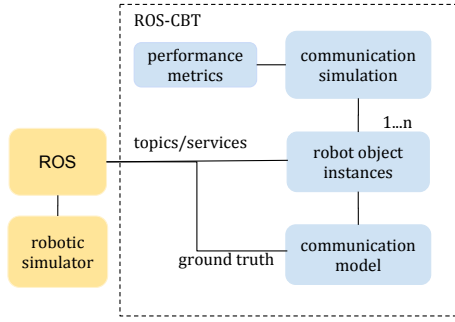 ROS-CBT
performance
metrics
communication
simulation
1...n
topics/services
ROS
robot object
instances
robotic
simulator
ground truth
communication
model